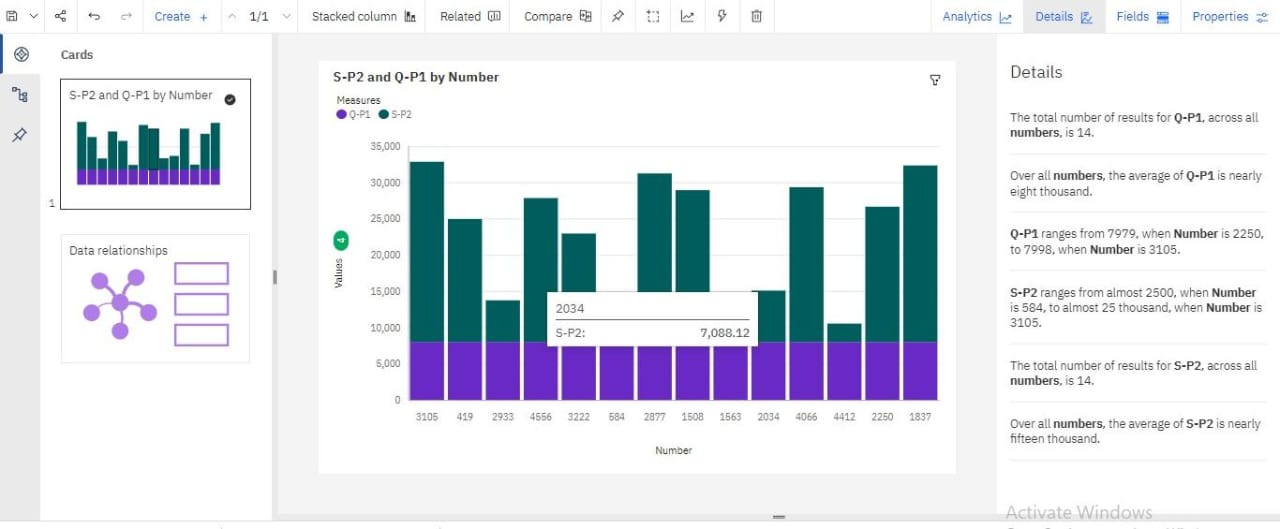 Create +
1/1
Stacked column
Related
Compare
Analytics
Details
Fields
Properties
Cards
S-P2 and Q-P1 by Number
1
Data relationships
S-P2 and Q-P1 by Number
Measures
Q-P1 S-P2
35,000
30,000
25,000
20,000
15,000
10,000
5,000
0
Values 4
2034
S-P2: 7,088.12
3105 419 2933 4556 3222 584 2877 1508 1563 2034 4066 4412 2250 1837
Number
Details
The total number of results for Q-P1, across all
numbers, is 14.
Over all numbers, the average of Q-P1 is nearly
eight thousand.
Q-P1 ranges from 7979, when Number is 2250,
to 7998, when Number is 3105.
S-P2 ranges from almost 2500, when Number
is 584, to almost 25 thousand, when Number is
3105.
The total number of results for S-P2, across all
numbers, is 14.
Over all numbers, the average of S-P2 is nearly
fifteen thousand.
Activate Windows